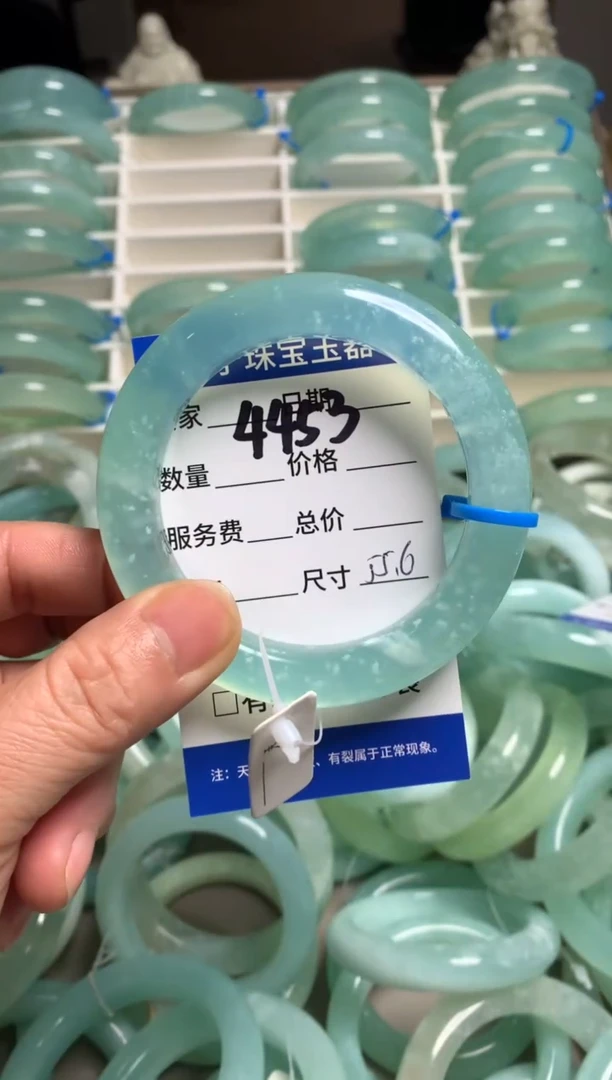 珠宝玉器
家 日期
4453
数量 价格
服务费 总价
尺寸 55.6
□有
注：天 、有裂属于正常现象。